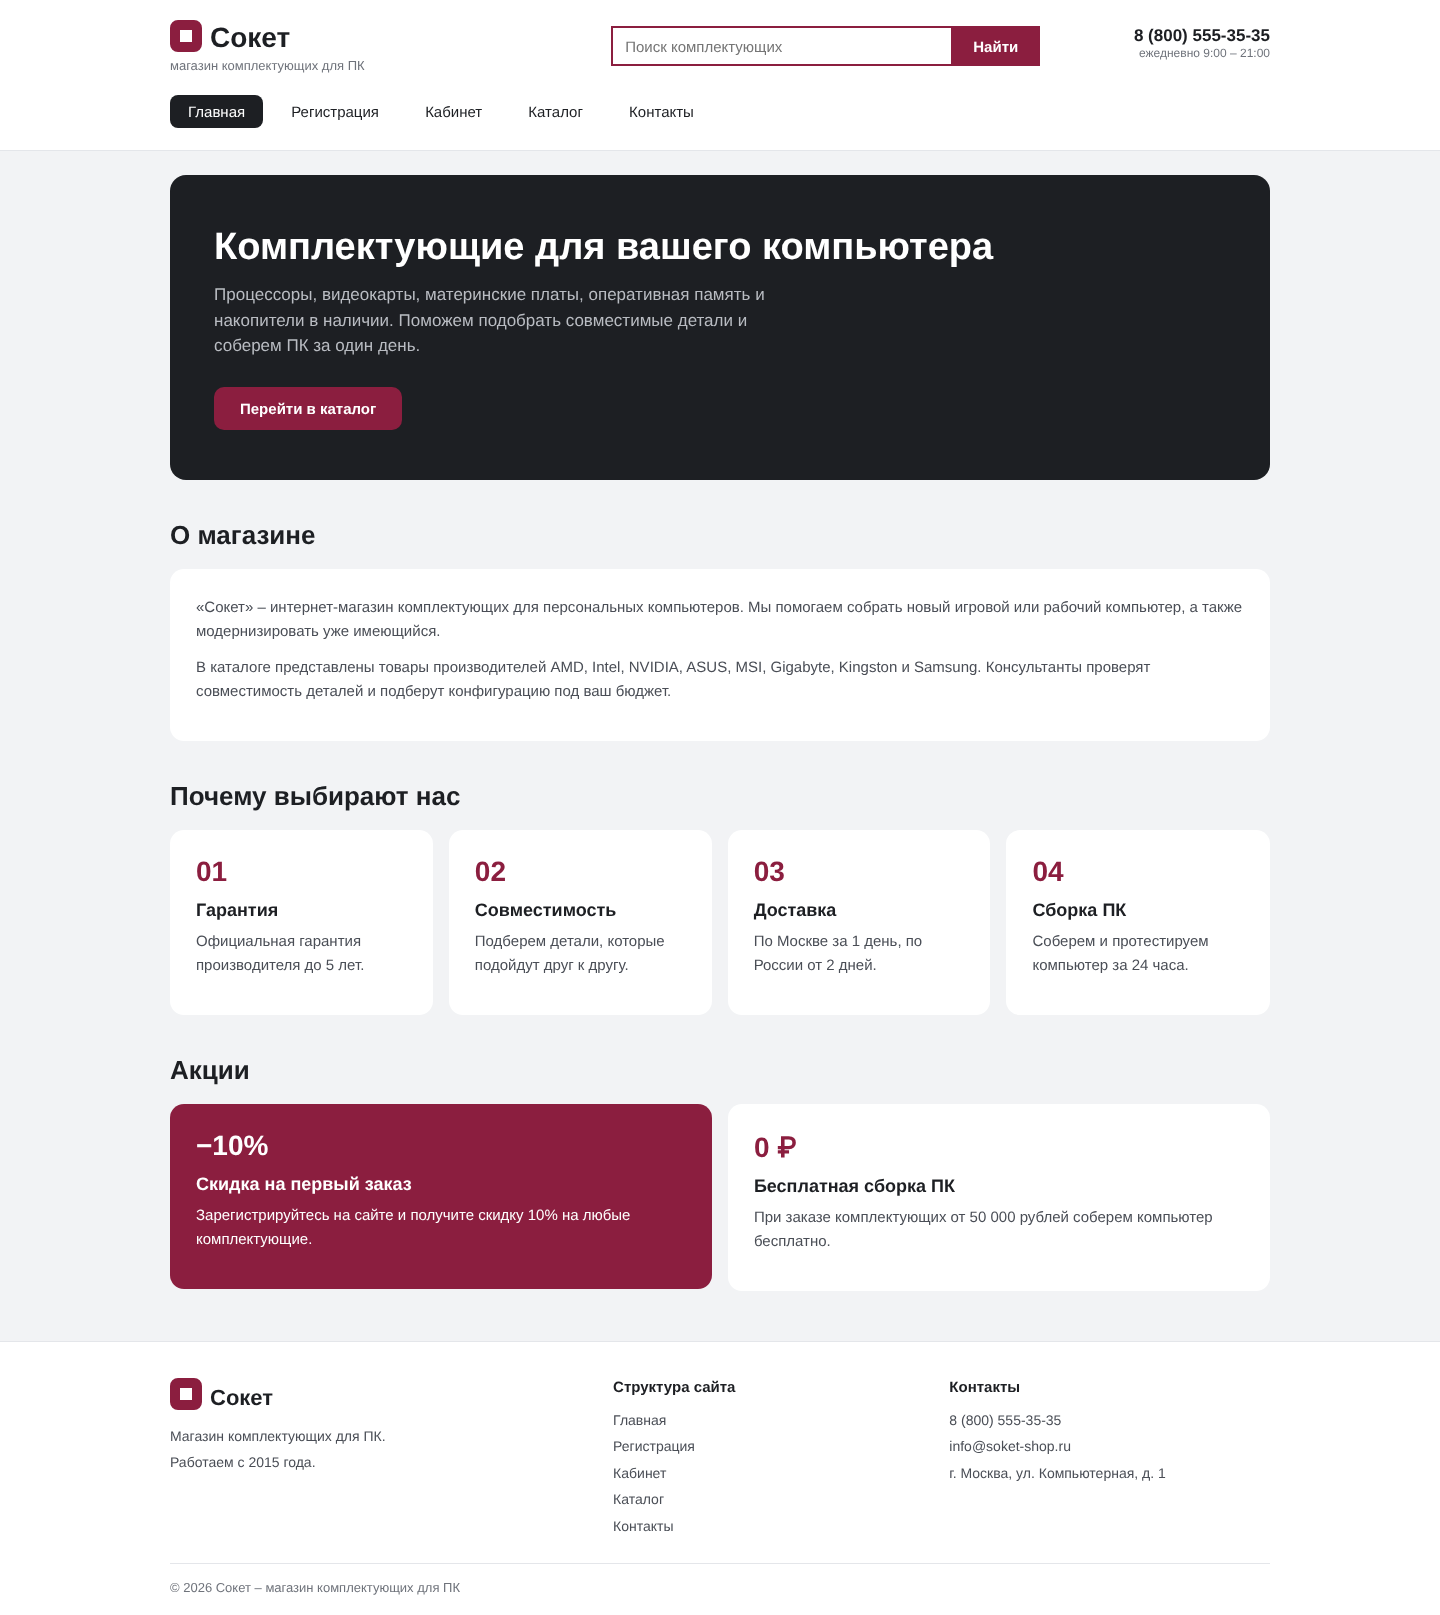 Сокет
магазин комплектующих для ПК
Поиск комплектующих
Найти
8 (800) 555-35-35
ежедневно 9:00 – 21:00
Главная
Регистрация
Кабинет
Каталог
Контакты
Комплектующие для вашего компьютера
Процессоры, видеокарты, материнские платы, оперативная память и
накопители в наличии. Поможем подобрать совместимые детали и
соберем ПК за один день.
Перейти в каталог
О магазине
«Сокет» – интернет-магазин комплектующих для персональных компьютеров. Мы помогаем собрать новый игровой или рабочий компьютер, а также
модернизировать уже имеющийся.
В каталоге представлены товары производителей AMD, Intel, NVIDIA, ASUS, MSI, Gigabyte, Kingston и Samsung. Консультанты проверят
совместимость деталей и подберут конфигурацию под ваш бюджет.
Почему выбирают нас
01
Гарантия
Официальная гарантия
производителя до 5 лет.
02
Совместимость
Подберем детали, которые
подойдут друг к другу.
03
Доставка
По Москве за 1 день, по
России от 2 дней.
04
Сборка ПК
Соберем и протестируем
компьютер за 24 часа.
Акции
−10%
Скидка на первый заказ
Зарегистрируйтесь на сайте и получите скидку 10% на любые
комплектующие.
0 ₽
Бесплатная сборка ПК
При заказе комплектующих от 50 000 рублей соберем компьютер
бесплатно.
Сокет
Магазин комплектующих для ПК.
Работаем с 2015 года.
Структура сайта
Главная
Регистрация
Кабинет
Каталог
Контакты
Контакты
8 (800) 555-35-35
info@soket-shop.ru
г. Москва, ул. Компьютерная, д. 1
© 2026 Сокет – магазин комплектующих для ПК